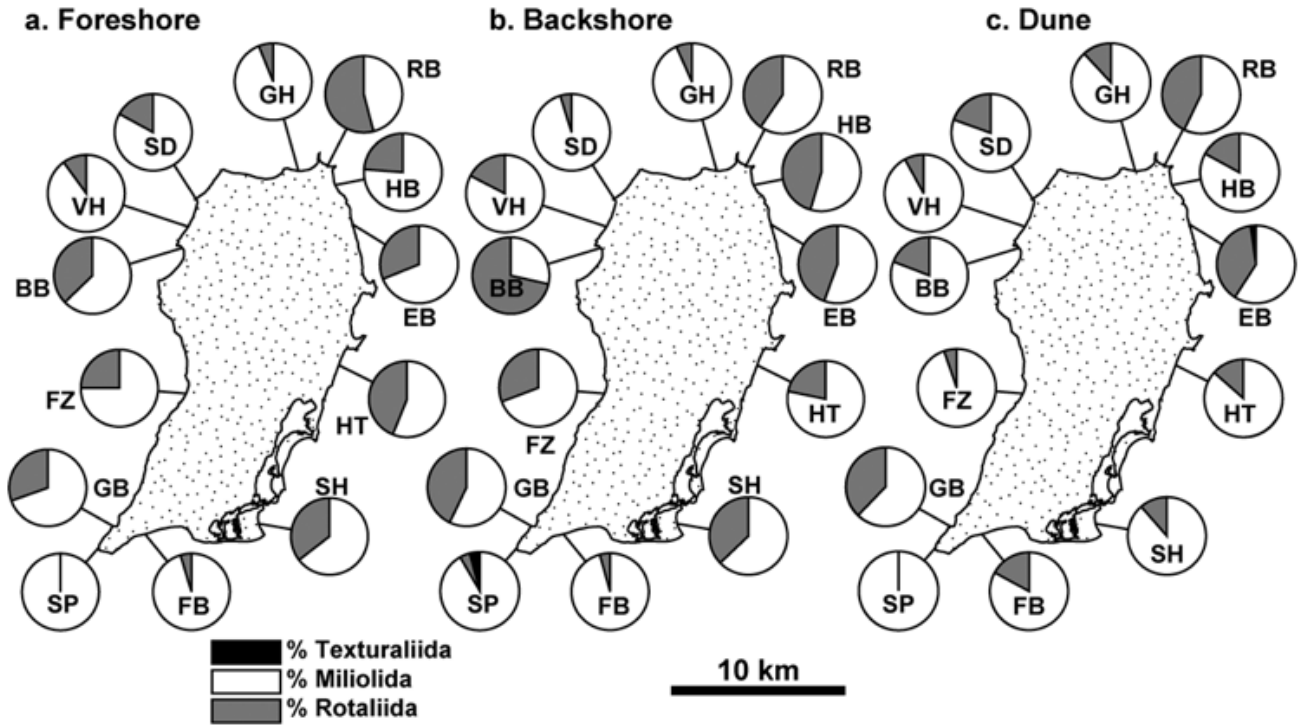 a. Foreshore
GH
RB
SD
HB
VH
BB
EB
FZ
HT
GB
SH
SP
FB
b. Backshore
GH
RB
SD
HB
VH
BB
EB
FZ
HT
GB
SH
SP
FB
c. Dune
GH
RB
SD
HB
VH
BB
EB
FZ
HT
GB
SH
SP
FB
% Texturaliida
% Miliolida
% Rotaliida
10 km